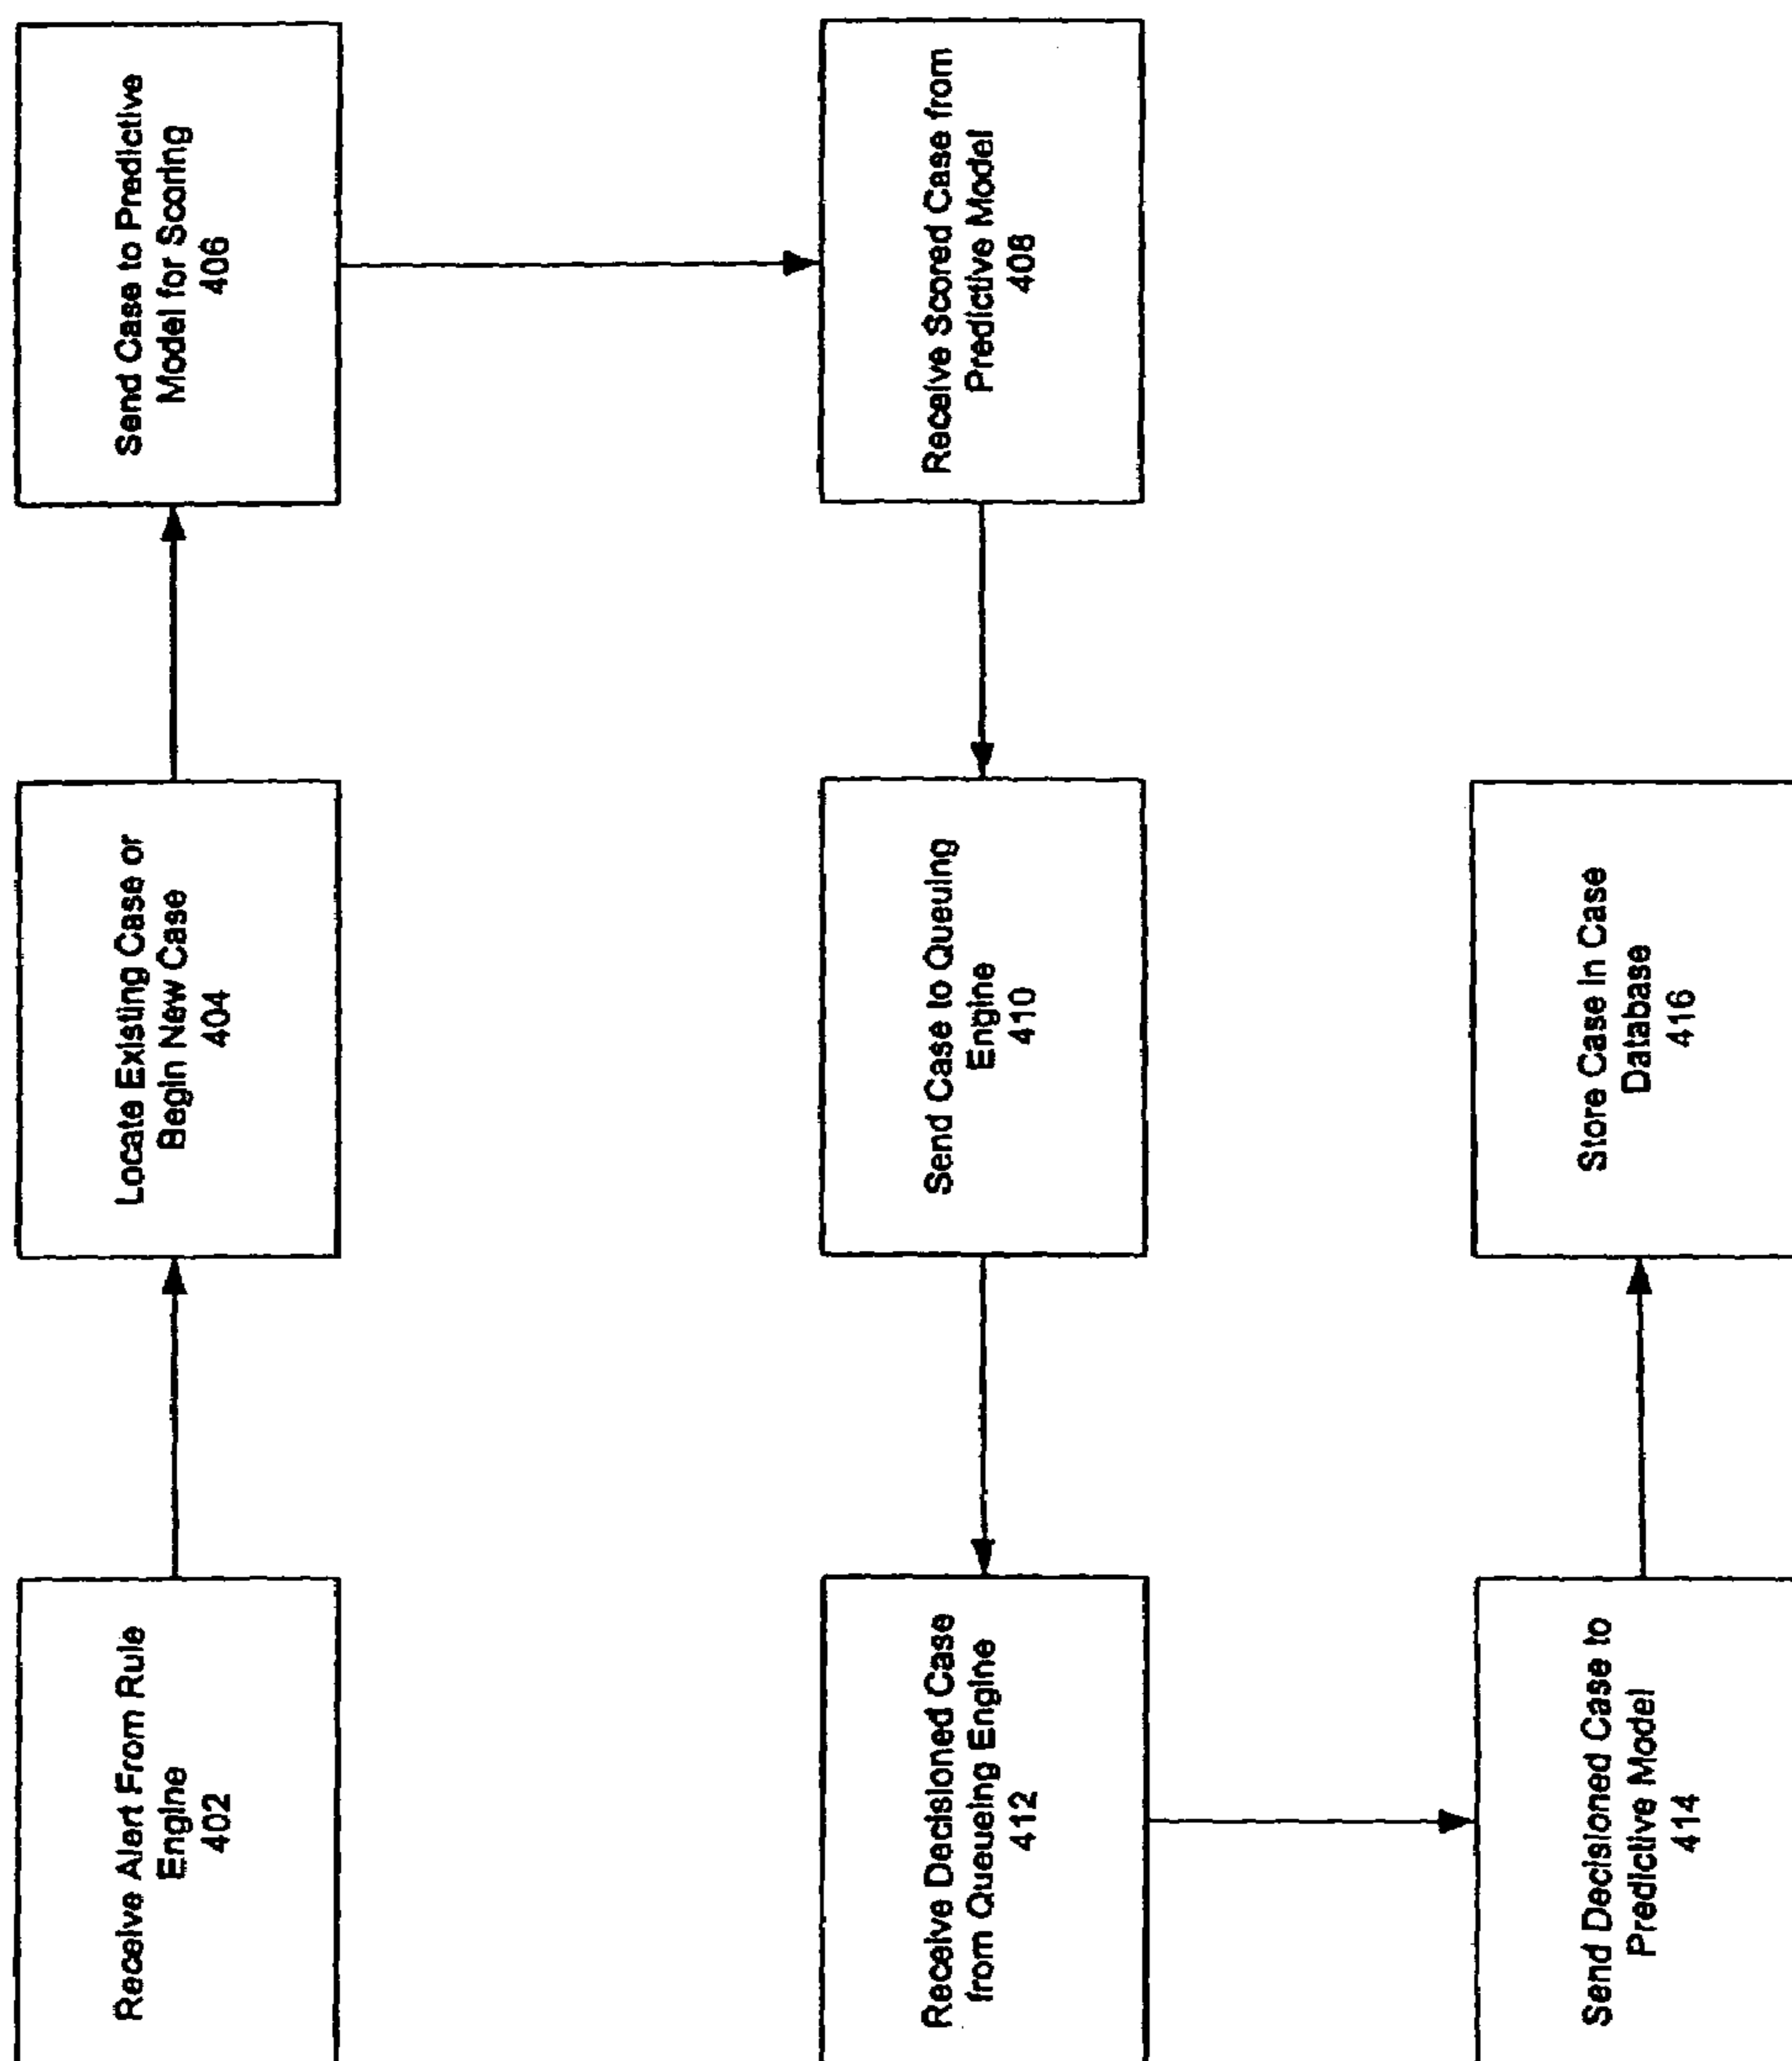 Receive Alert From Rule
Engine
402
Locate Existing Case or
Begin New Case
404
Send Case to Predictive
Model for Scoring
406
Receive Scored Case from
Predictive Model
408
Send Case to Queuing
Engine
410
Receive Decisioned Case
from Queueing Engine
412
Send Decisioned Case to
Predictive Model
414
Store Case in Case
Database
416